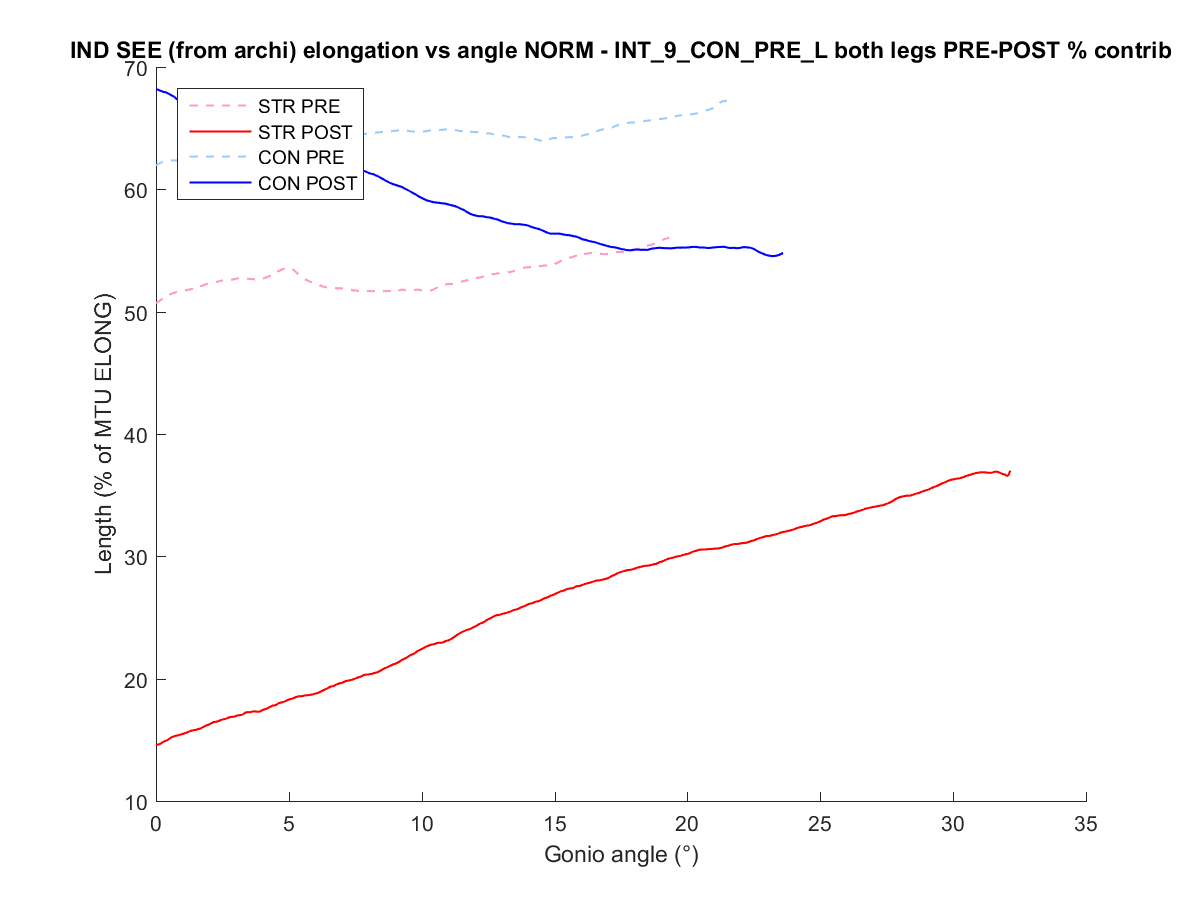 IND SEE (from archi) elongation vs angle NORM - INT_9_CON_PRE_L both legs PRE-POST % contrib
70
60
50
40
30
20
10
Length (% of MTU ELONG)
STR PRE
STR POST
CON PRE
CON POST
0 5 10 15 20 25 30 35
Gonio angle (°)